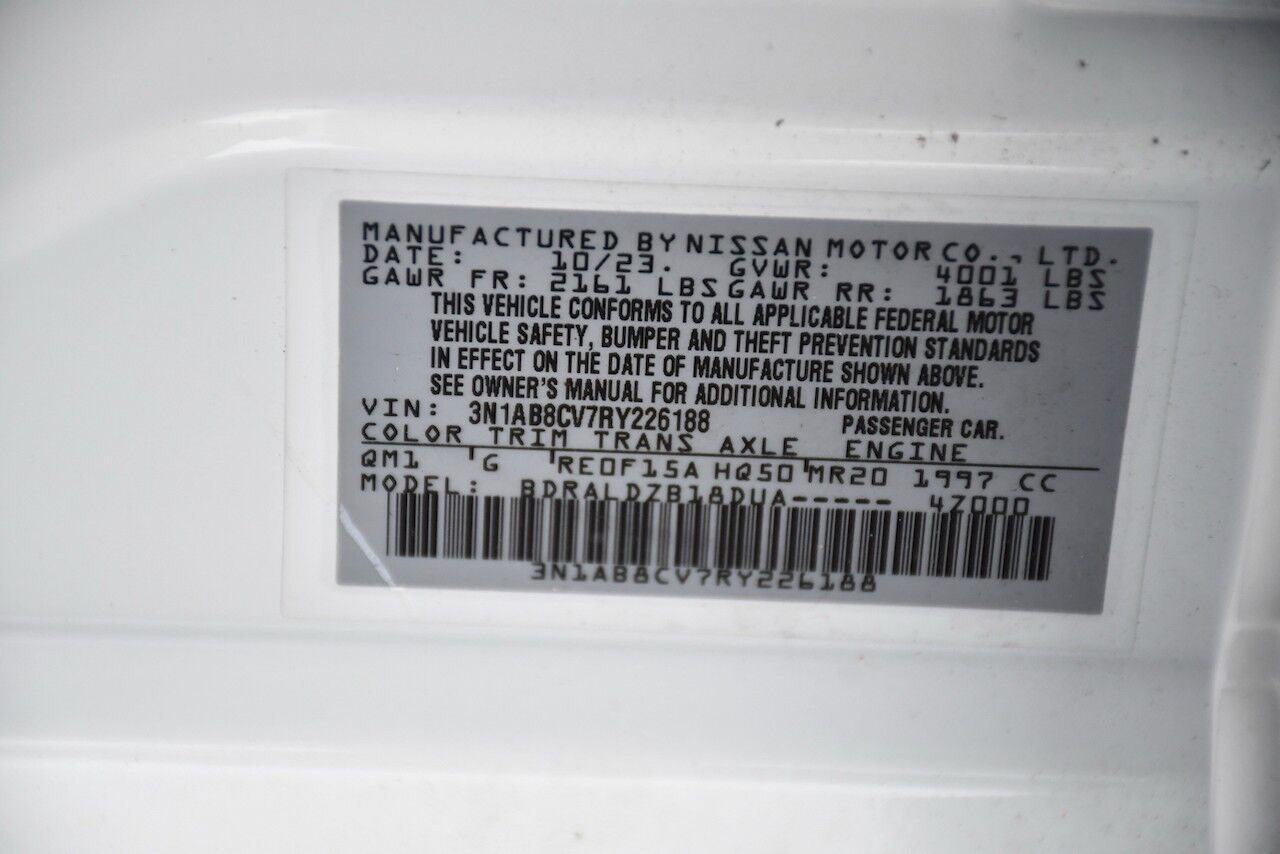 MANUFACTURED BY NISSAN MOTOR CO., LTD.
DATE: 10/23. GVWR: 4001 LBS
GAWR FR: 2161 LBS GAWR RR: 1863 LBS
THIS VEHICLE CONFORMS TO ALL APPLICABLE FEDERAL MOTOR
VEHICLE SAFETY, BUMPER AND THEFT PREVENTION STANDARDS
IN EFFECT ON THE DATE OF MANUFACTURE SHOWN ABOVE.
SEE OWNER'S MANUAL FOR ADDITIONAL INFORMATION.
VIN: 3N1AB8CV7RY226188 PASSENGER CAR.
COLOR TRIM TRANS AXLE ENGINE
QM1 G RE0F15A HQ50 MR20 1997 CC
MODEL: BDRALDZB18DUA----- 4Z000
3N1AB8CV7RY226188